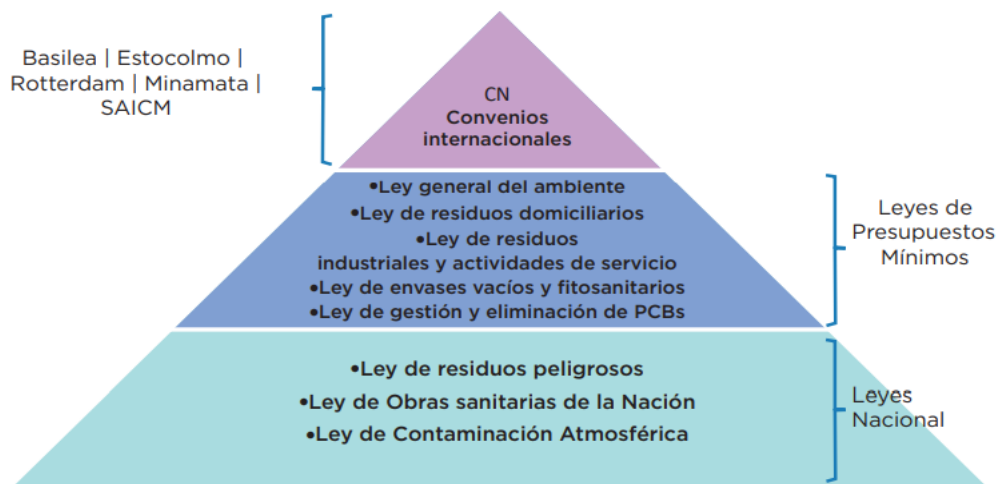 Basilea | Estocolmo |
Rotterdam | Minamata |
SAICM
CN
Convenios
internacionales
•Ley general del ambiente
•Ley de residuos domiciliarios
•Ley de residuos
industriales y actividades de servicio
•Ley de envases vacíos y fitosanitarios
•Ley de gestión y eliminación de PCBs
Leyes de
Presupuestos
Mínimos
•Ley de residuos peligrosos
•Ley de Obras sanitarias de la Nación
•Ley de Contaminación Atmosférica
Leyes
Nacional